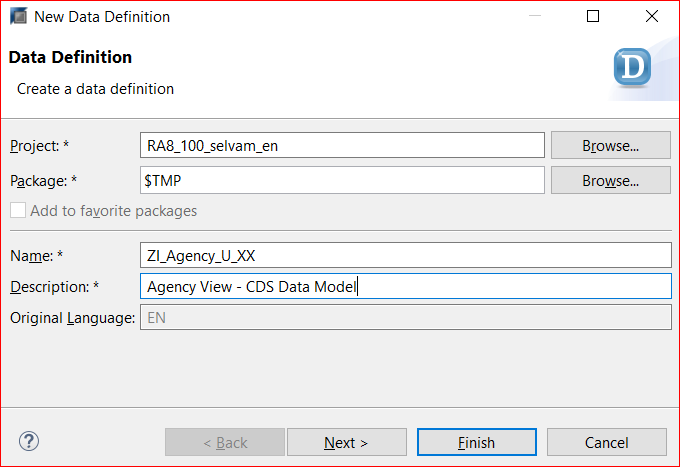 New Data Definition
Data Definition
D
Create a data definition
Project: * RA8_100_selvam_en Browse...
Package: * $TMP Browse...
Add to favorite packages
Name: * ZI_Agency_U_XX
Description: * Agency View - CDS Data Model
Original Language: EN
? < Back Next > Finish Cancel